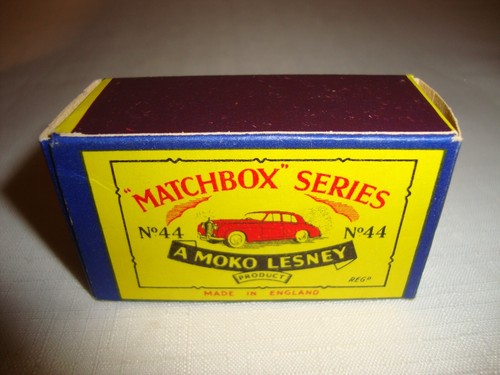 "MATCHBOX" SERIES
Nº44 Nº44
A MOKO LESNEY
PRODUCT
REGD
MADE IN ENGLAND